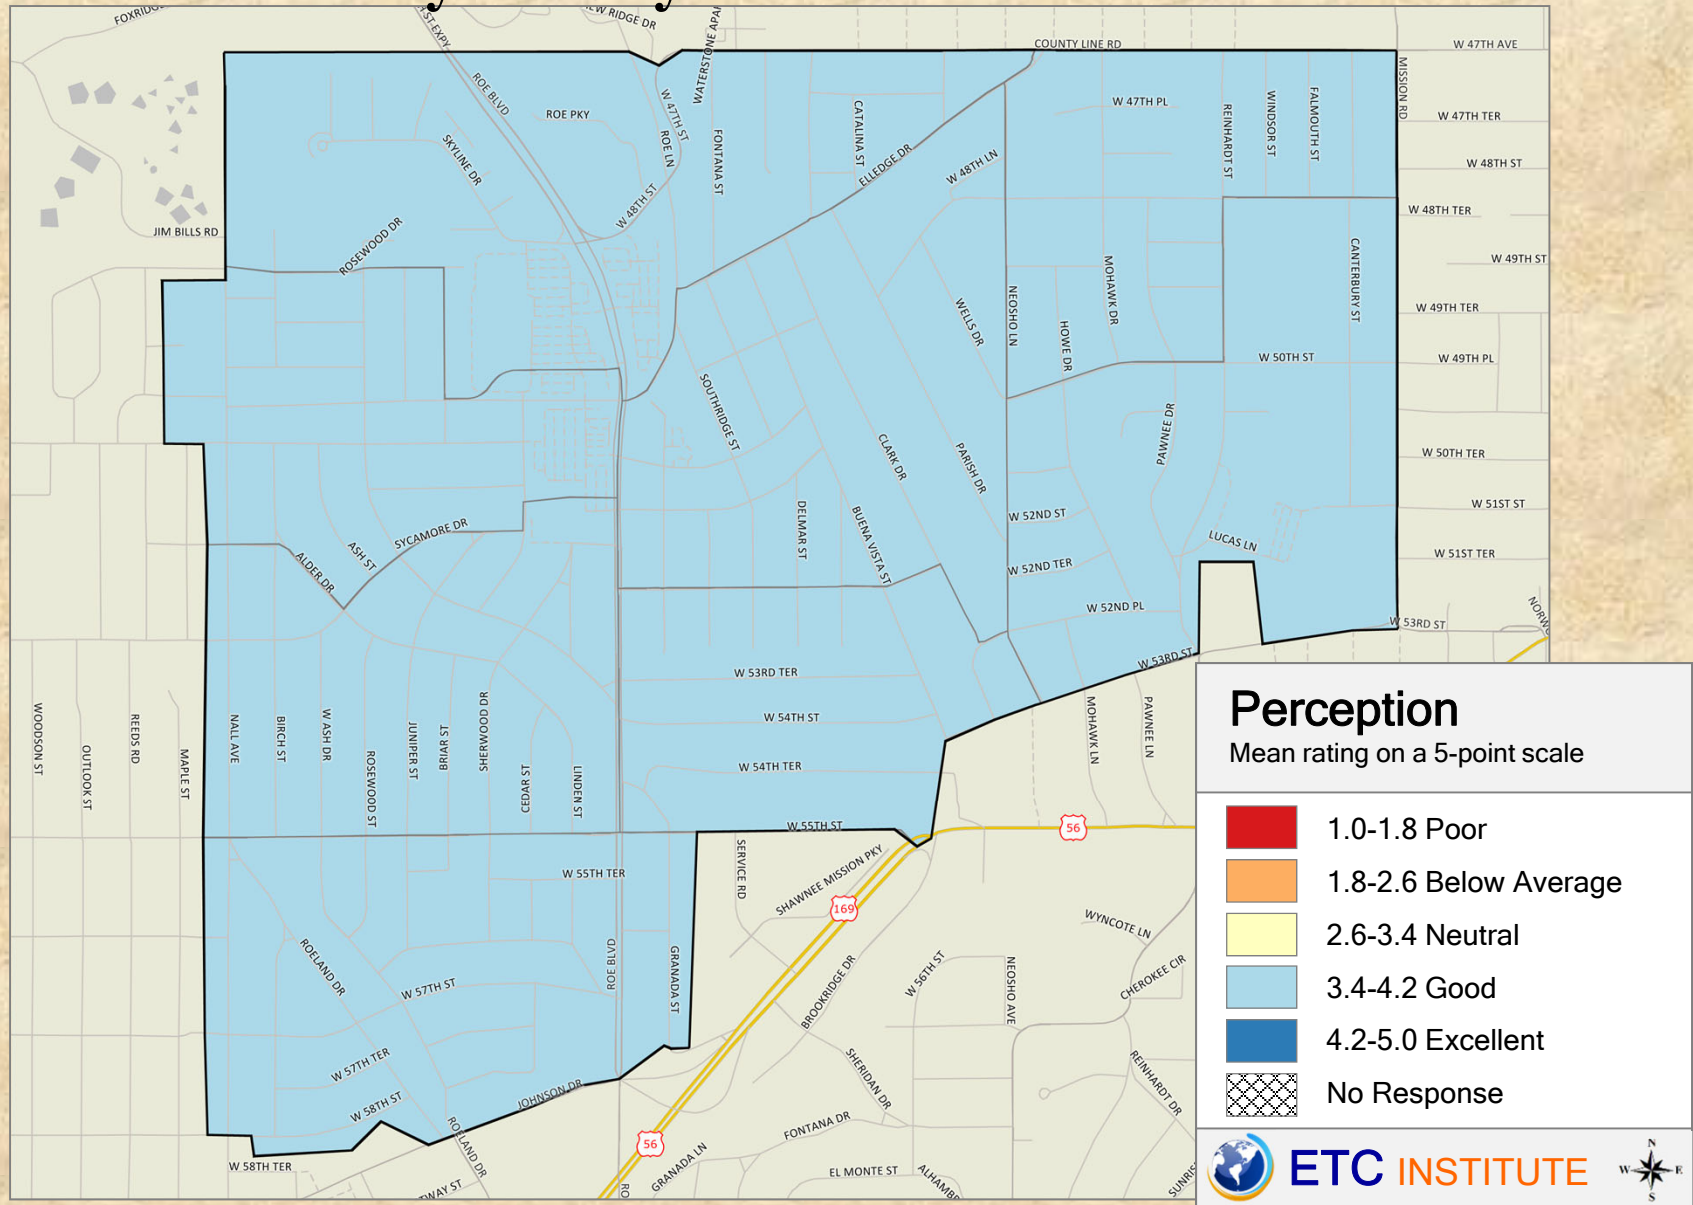 COUNTY LINE RD
W 47TH AVE
MISSION RD
ROE BLVD
ROE PKY
W 47TH ST
ROE LN
FONTANA ST
CATALINA ST
W 47TH PL
REINHARDT ST
WINDSOR ST
FALMOUTH ST
W 47TH TER
SKYLINE DR
ELLEDGE DR
W 48TH LN
W 48TH ST
W 48TH ST
W 48TH TER
JIM BILLS RD
ROSEWOOD DR
W 49TH ST
CANTERBURY ST
MOHAWK DR
NEOSHO LN
WELLS DR
HOWE DR
W 49TH TER
W 50TH ST
W 49TH PL
SOUTHRIDGE ST
CLARK DR
PARISH DR
PAWNEE DR
W 50TH TER
DELMAR ST
BUENA VISTA ST
W 52ND ST
W 51ST ST
SYCAMORE DR
ASH ST
ALDER DR
LUCAS LN
W 51ST TER
W 52ND TER
W 52ND PL
W 53RD ST
W 53RD ST
W 53RD TER
W 54TH ST
W 54TH TER
W 55TH ST
WOODSON ST
OUTLOOK ST
REEDS RD
MAPLE ST
NALL AVE
BIRCH ST
W ASH DR
ROSEWOOD ST
JUNIPER ST
BRIAR ST
SHERWOOD DR
CEDAR ST
LINDEN ST
MOHAWK LN
PAWNEE LN
56
SERVICE RD
SHAWNEE MISSION PKY
169
W 55TH TER
ROELAND DR
ROE BLVD
GRANADA ST
W 57TH ST
BROOKRIDGE DR
W 56TH ST
NEOSHO AVE
WYNCOTE LN
CHEROKEE CIR
W 57TH TER
W 58TH ST
JOHNSON DR
SHERIDAN DR
REINHARDT DR
ROELAND DR
56
GRANADA LN
FONTANA DR
EL MONTE ST
W 58TH TER
Perception
Mean rating on a 5-point scale
1.0-1.8 Poor
1.8-2.6 Below Average
2.6-3.4 Neutral
3.4-4.2 Good
4.2-5.0 Excellent
No Response
ETC INSTITUTE
N
W E
S